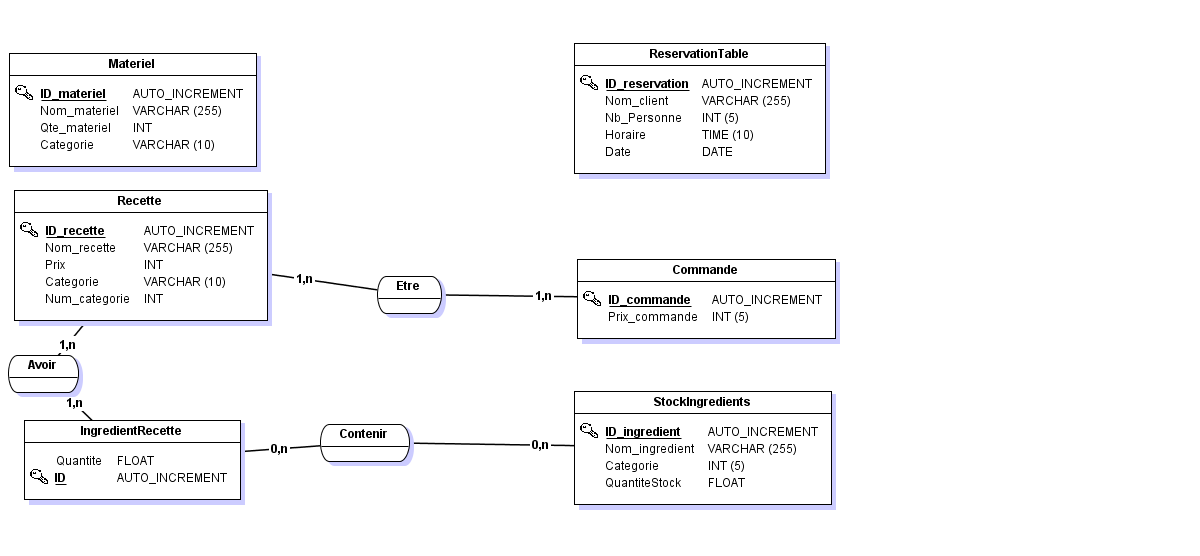 Materiel
ID_materiel AUTO_INCREMENT
Nom_materiel VARCHAR (255)
Qte_materiel INT
Categorie VARCHAR (10)
ReservationTable
ID_reservation AUTO_INCREMENT
Nom_client VARCHAR (255)
Nb_Personne INT (5)
Horaire TIME (10)
Date DATE
Recette
ID_recette AUTO_INCREMENT
Nom_recette VARCHAR (255)
Prix INT
Categorie VARCHAR (10)
Num_categorie INT
1,n
Etre
1,n
Commande
ID_commande AUTO_INCREMENT
Prix_commande INT (5)
1,n
Avoir
1,n
IngredientRecette
Quantite FLOAT
ID AUTO_INCREMENT
0,n
Contenir
0,n
StockIngredients
ID_ingredient AUTO_INCREMENT
Nom_ingredient VARCHAR (255)
Categorie INT (5)
QuantiteStock FLOAT